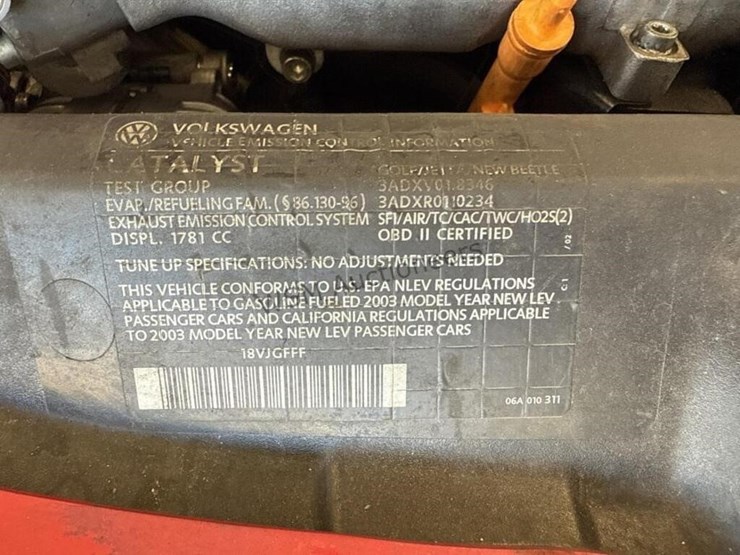 VOLKSWAGEN
VEHICLE EMISSION CONTROL INFORMATION
CATALYST GOLF/JETTA/NEW BEETLE
TEST GROUP 3ADXV01.8346
EVAP./REFUELING FAM. (§86.130-96) 3ADXR0110234
EXHAUST EMISSION CONTROL SYSTEM SFI/AIR/TC/CAC/TWC/HO2S(2)
DISPL. 1781 CC OBD II CERTIFIED
TUNE UP SPECIFICATIONS: NO ADJUSTMENTS NEEDED
THIS VEHICLE CONFORMS TO U.S. EPA NLEV REGULATIONS
APPLICABLE TO GASOLINE FUELED 2003 MODEL YEAR NEW LEV
PASSENGER CARS AND CALIFORNIA REGULATIONS APPLICABLE
TO 2003 MODEL YEAR NEW LEV PASSENGER CARS
18VJGFFF
06A 010 311
C-1 /02